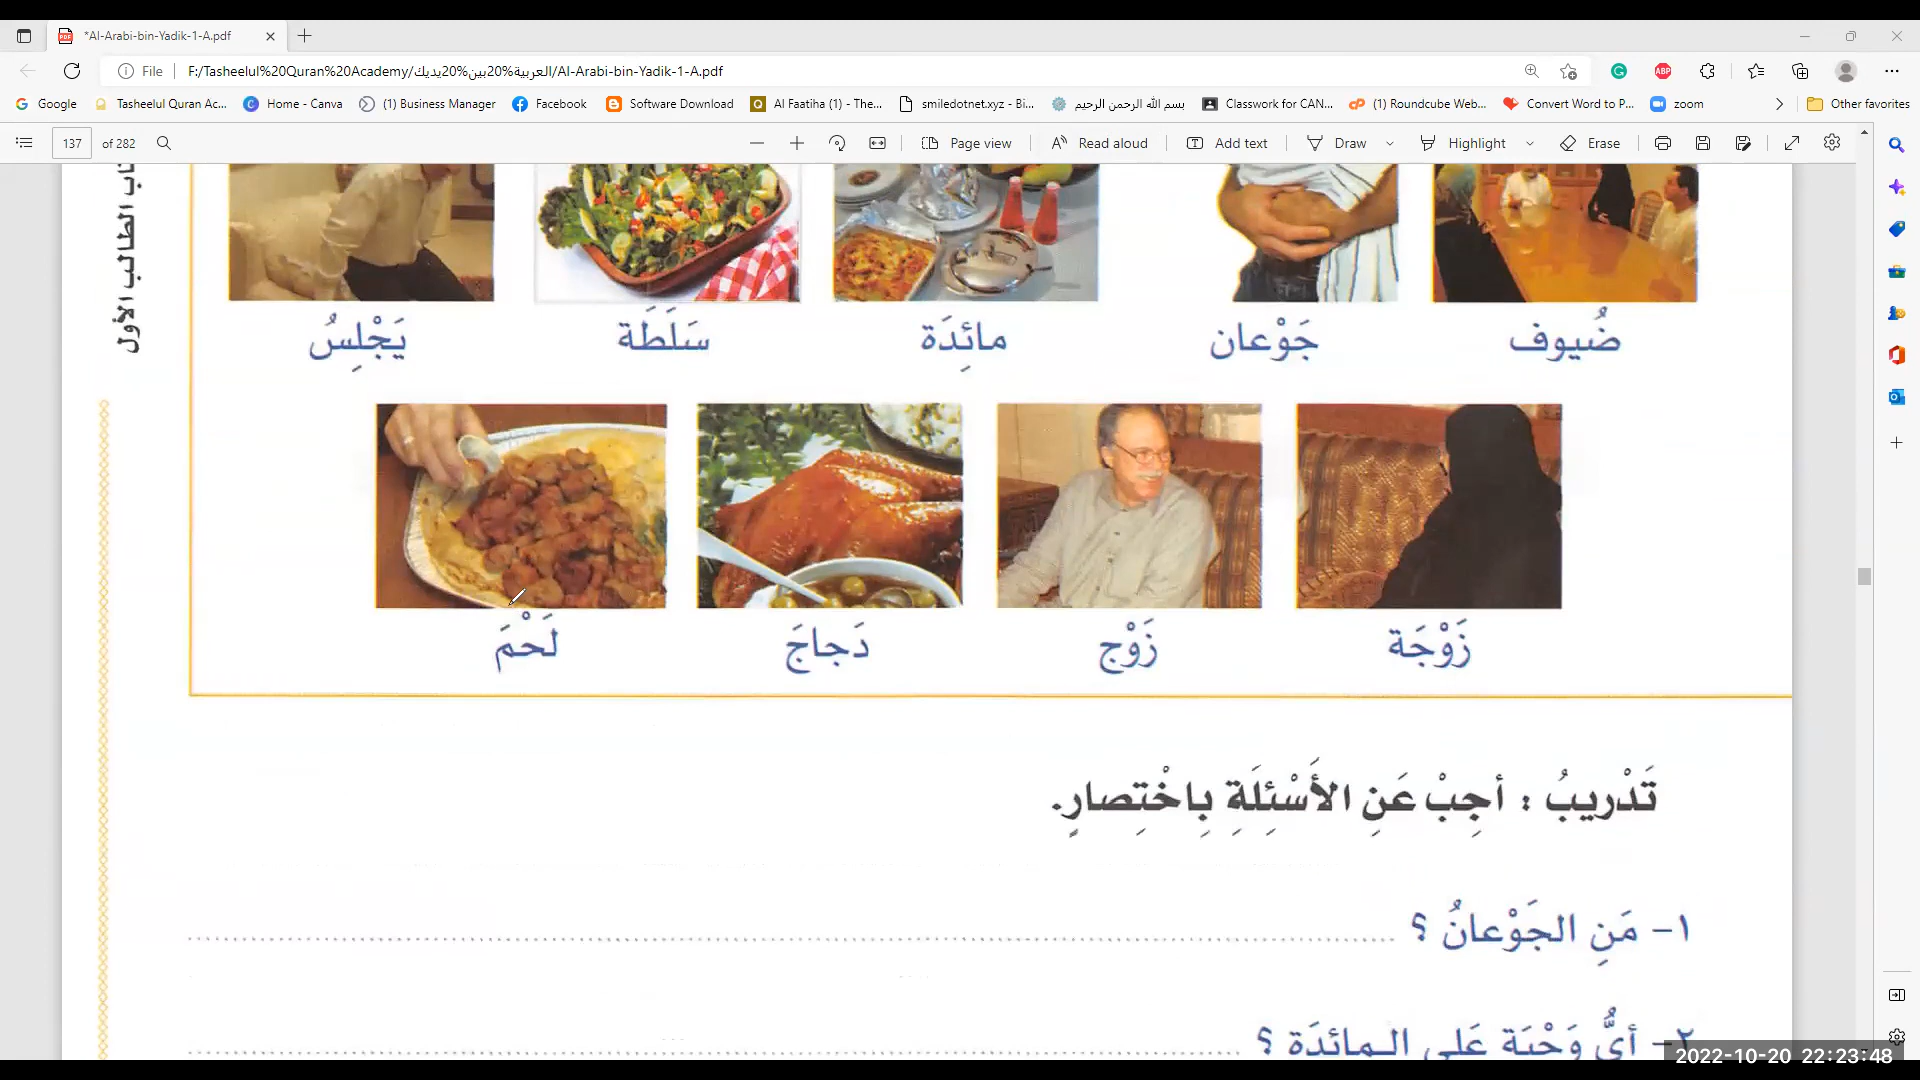 *Al-Arabi-bin-Yadik-1-A.pdf
File F:/Tasheelul%20Quran%20Academy/العربية%20بين%20يديك/Al-Arabi-bin-Yadik-1-A.pdf
Google Tasheelul Quran Ac... Home - Canva (1) Business Manager Facebook Software Download Al Faatiha (1) - The... smiledotnet.xyz - Bi... بسم الله الرحمن الرحيم Classwork for CAN... (1) Roundcube Web... Convert Word to P... zoom Other favorites
137 of 282 Page view Read aloud Add text Draw Highlight Erase
الطالب الأول
ضُيوف جَوْعان مائِدَة سَلَطَة يَجْلِسُ
زَوْجَة زَوْج دَجاجَ لَحْمَ
تَدْريبُ : أجِبْ عَنِ الأَسْئِلَةِ بِاخْتِصارٍ.
١- مَنِ الجَوْعانُ ؟
٢- أيُّ وَجْبَة عَلى المائدَة ؟
2022-10-20 22:23:48